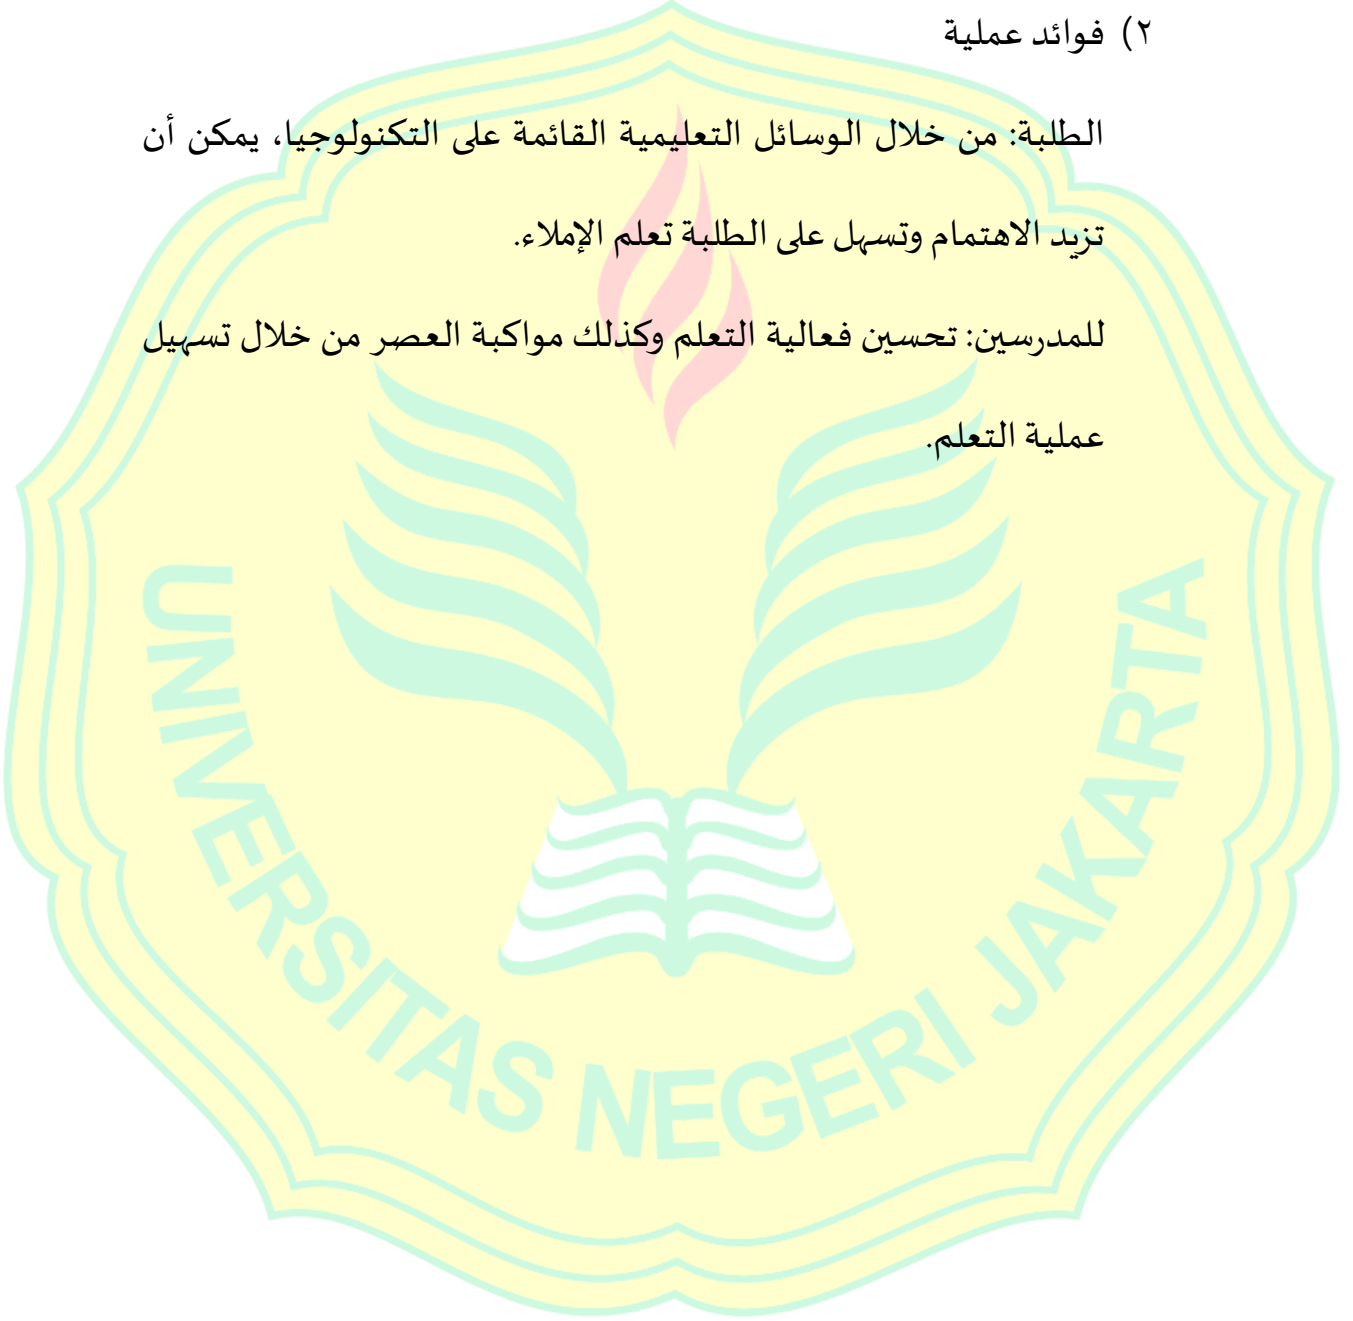 ٢) فوائد عملية
الطلبة: من خلال الوسائل التعليمية القائمة على التكنولوجيا، يمكن أن
تزيد الاهتمام وتسهل على الطلبة تعلم الإملاء.
للمدرسين: تحسين فعالية التعلم وكذلك مواكبة العصر من خلال تسهيل
عملية التعلم.
UNIVERSITAS NEGERI JAKARTA